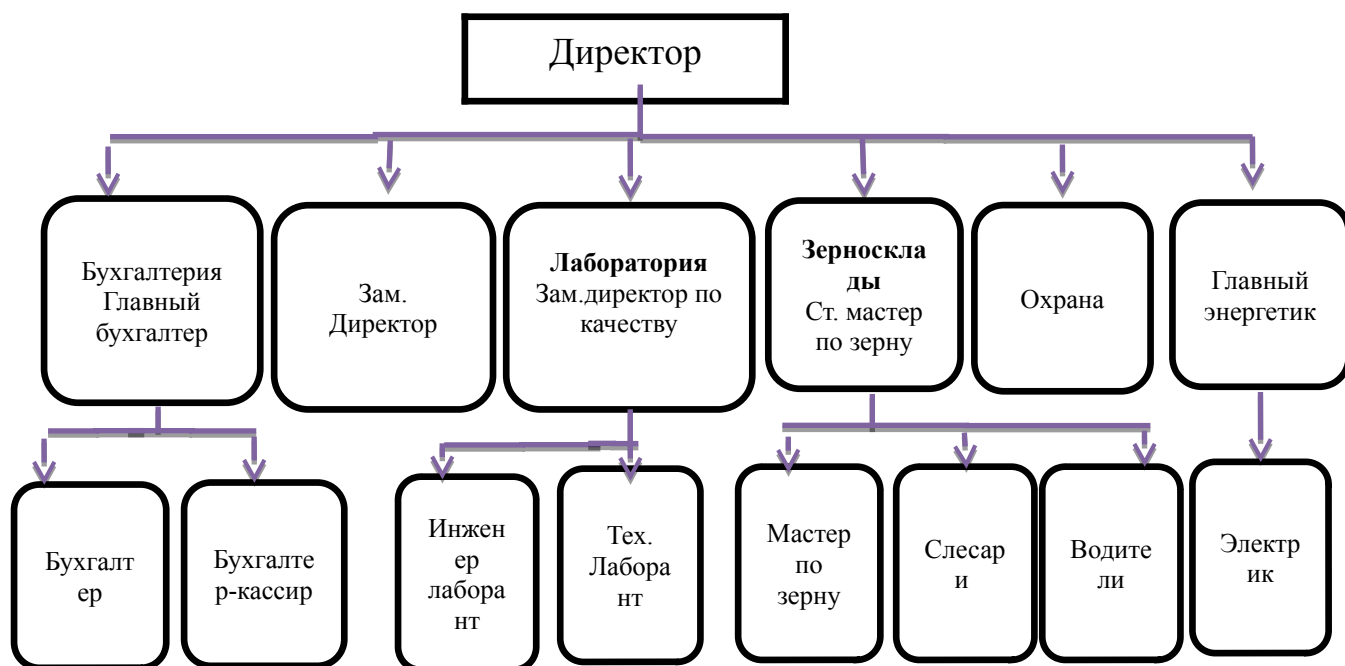 Директор
Бухгалтерия
Главный
бухгалтер
Зам.
Директор
Лаборатория
Зам.директор по
качеству
Зерноскла
ды
Ст. мастер
по зерну
Охрана
Главный
энергетик
Бухгалт
ер
Бухгалте
р-кассир
Инжен
ер
лабора
нт
Тех.
Лабора
нт
Мастер
по
зерну
Слесар
и
Водите
ли
Электр
ик